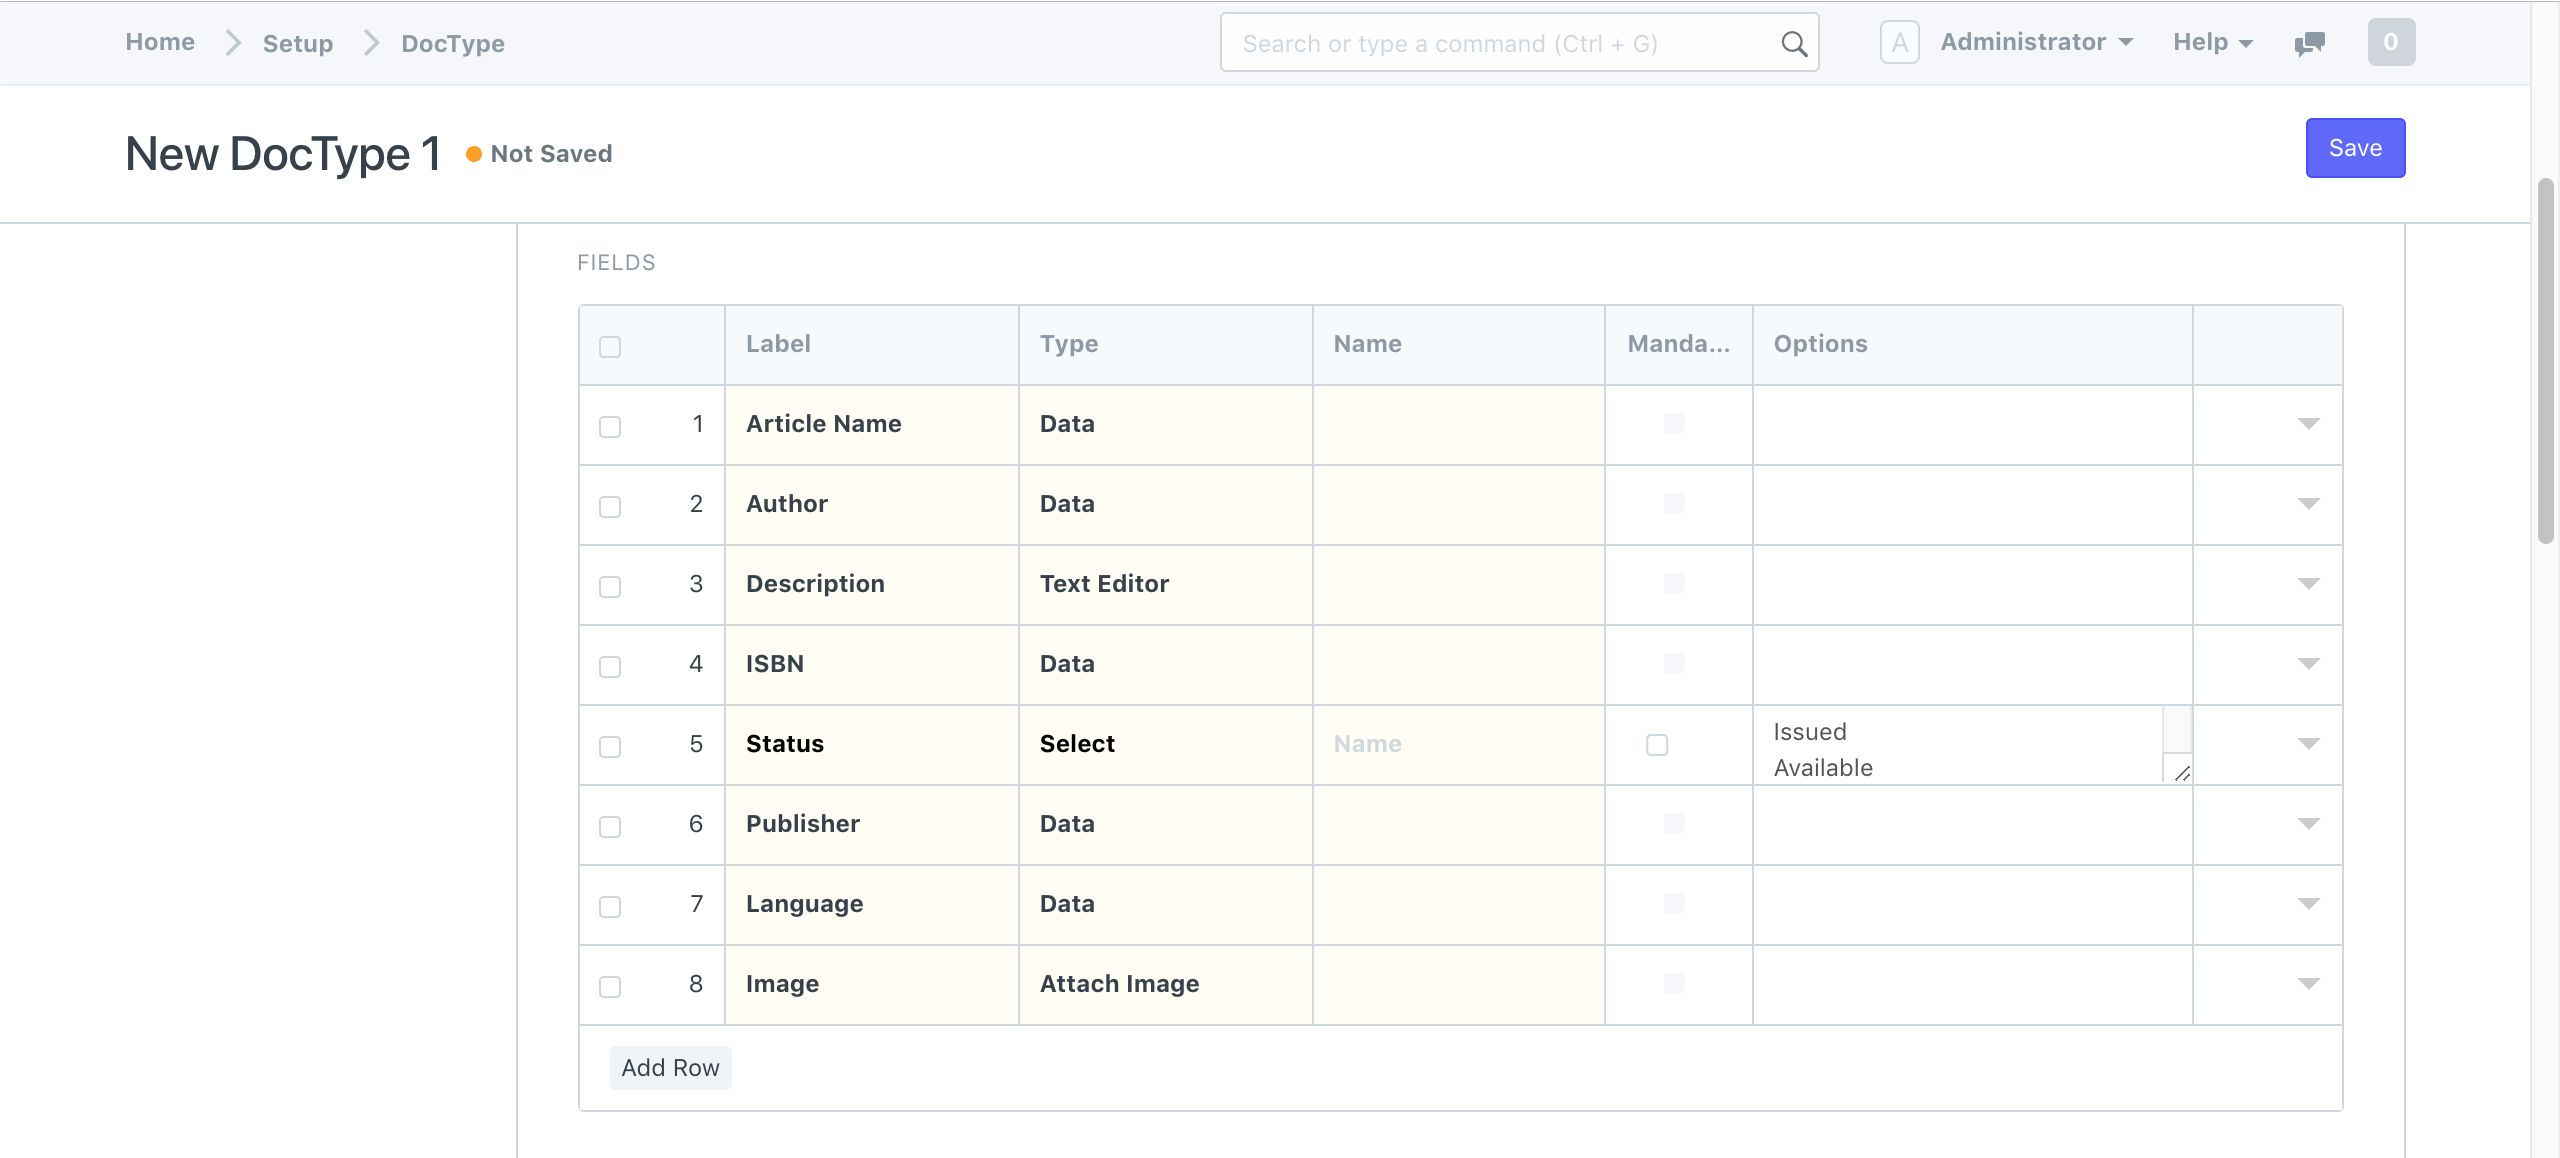 Home Setup DocType Search or type a command (Ctrl + G) A Administrator Help 0
New DocType 1 Not Saved Save
FIELDS
Label Type Name Manda... Options
1 Article Name Data
2 Author Data
3 Description Text Editor
4 ISBN Data
5 Status Select Name Issued
Available
6 Publisher Data
7 Language Data
8 Image Attach Image
Add Row